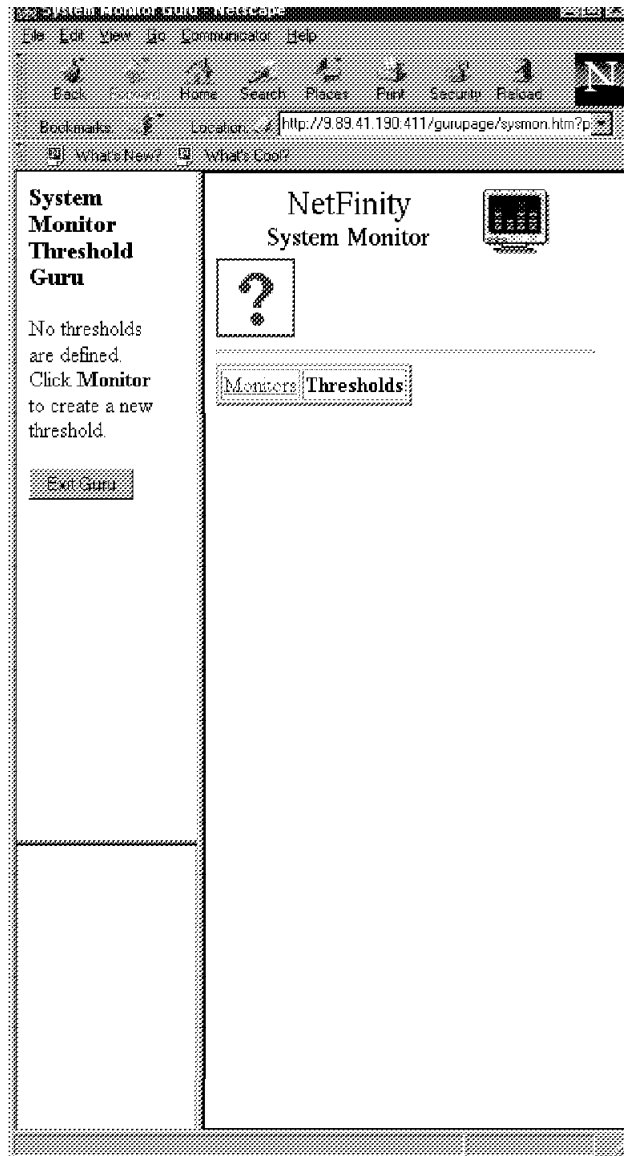 System Monitor Guru - Netscape
File Edit View Go Communicator Help
Back Forward Home Search Places Print Security Reload
N
Bookmarks Location: http://9.89.41.190:411/gurupage/sysmon.htm?p
What's New? What's Cool?
System
Monitor
Threshold
Guru
No thresholds
are defined.
Click Monitor
to create a new
threshold.
Exit Guru
NetFinity
System Monitor
?
Monitors Thresholds